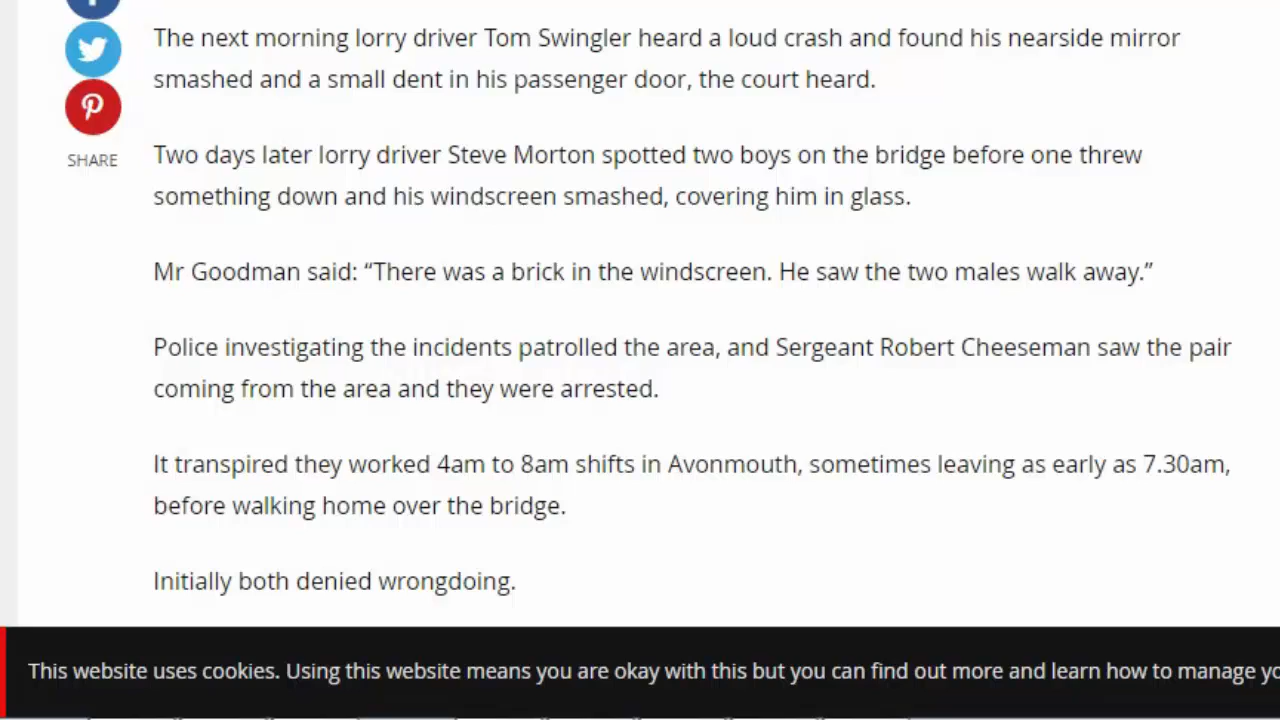 The next morning lorry driver Tom Swingler heard a loud crash and found his nearside mirror
smashed and a small dent in his passenger door, the court heard.
SHARE
Two days later lorry driver Steve Morton spotted two boys on the bridge before one threw
something down and his windscreen smashed, covering him in glass.
Mr Goodman said: “There was a brick in the windscreen. He saw the two males walk away.”
Police investigating the incidents patrolled the area, and Sergeant Robert Cheeseman saw the pair
coming from the area and they were arrested.
It transpired they worked 4am to 8am shifts in Avonmouth, sometimes leaving as early as 7.30am,
before walking home over the bridge.
Initially both denied wrongdoing.
This website uses cookies. Using this website means you are okay with this but you can find out more and learn how to manage